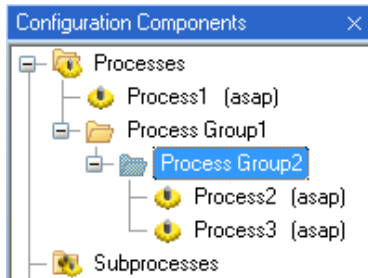 Configuration Components
Processes
Process1 (asap)
Process Group1
Process Group2
Process2 (asap)
Process3 (asap)
Subprocesses